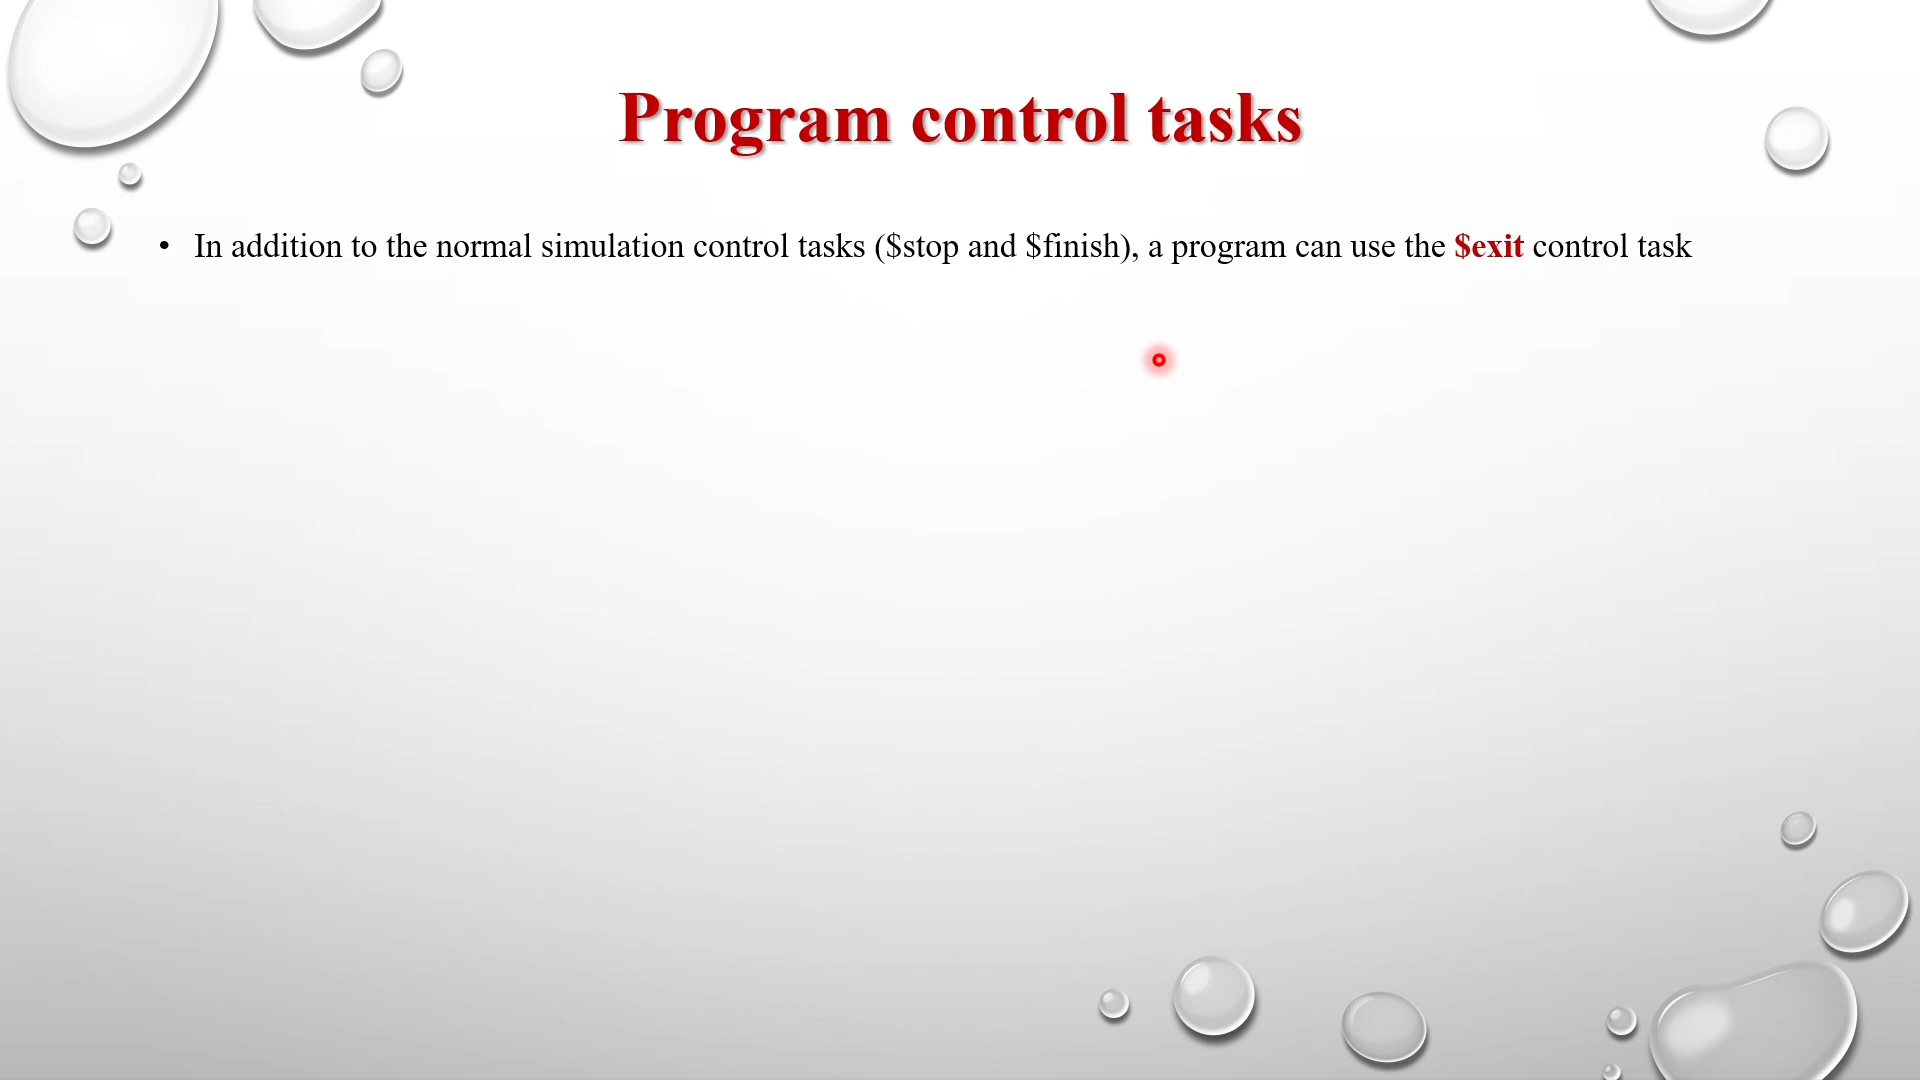 Program control tasks
• In addition to the normal simulation control tasks ($stop and $finish), a program can use the $exit control task